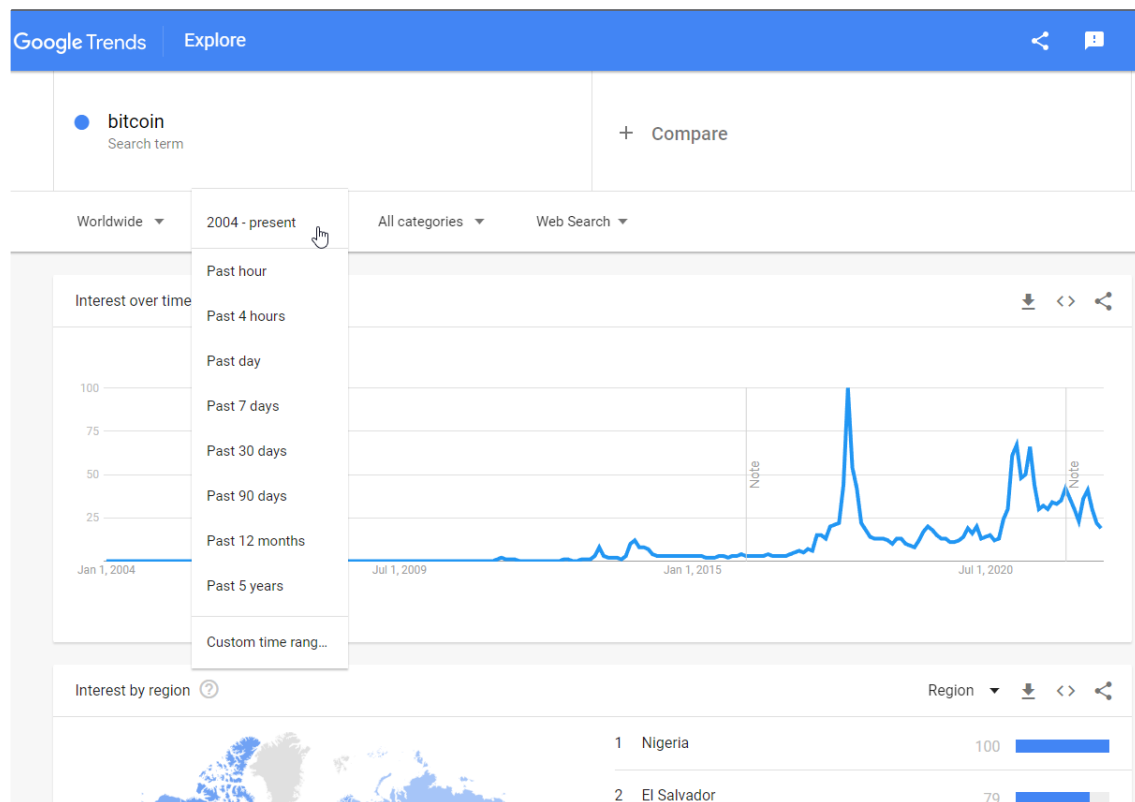 Google Trends Explore
bitcoin
Search term
+ Compare
Worldwide 2004 - present All categories Web Search
Past hour
Interest over time
Past 4 hours
Past day
Past 7 days
Past 30 days
Past 90 days
Past 12 months
Past 5 years
Custom time rang...
100
75
50
25
Note
Note
Jan 1, 2004 Jul 1, 2009 Jan 1, 2015 Jul 1, 2020
Interest by region ? Region
1 Nigeria 100
2 El Salvador 79